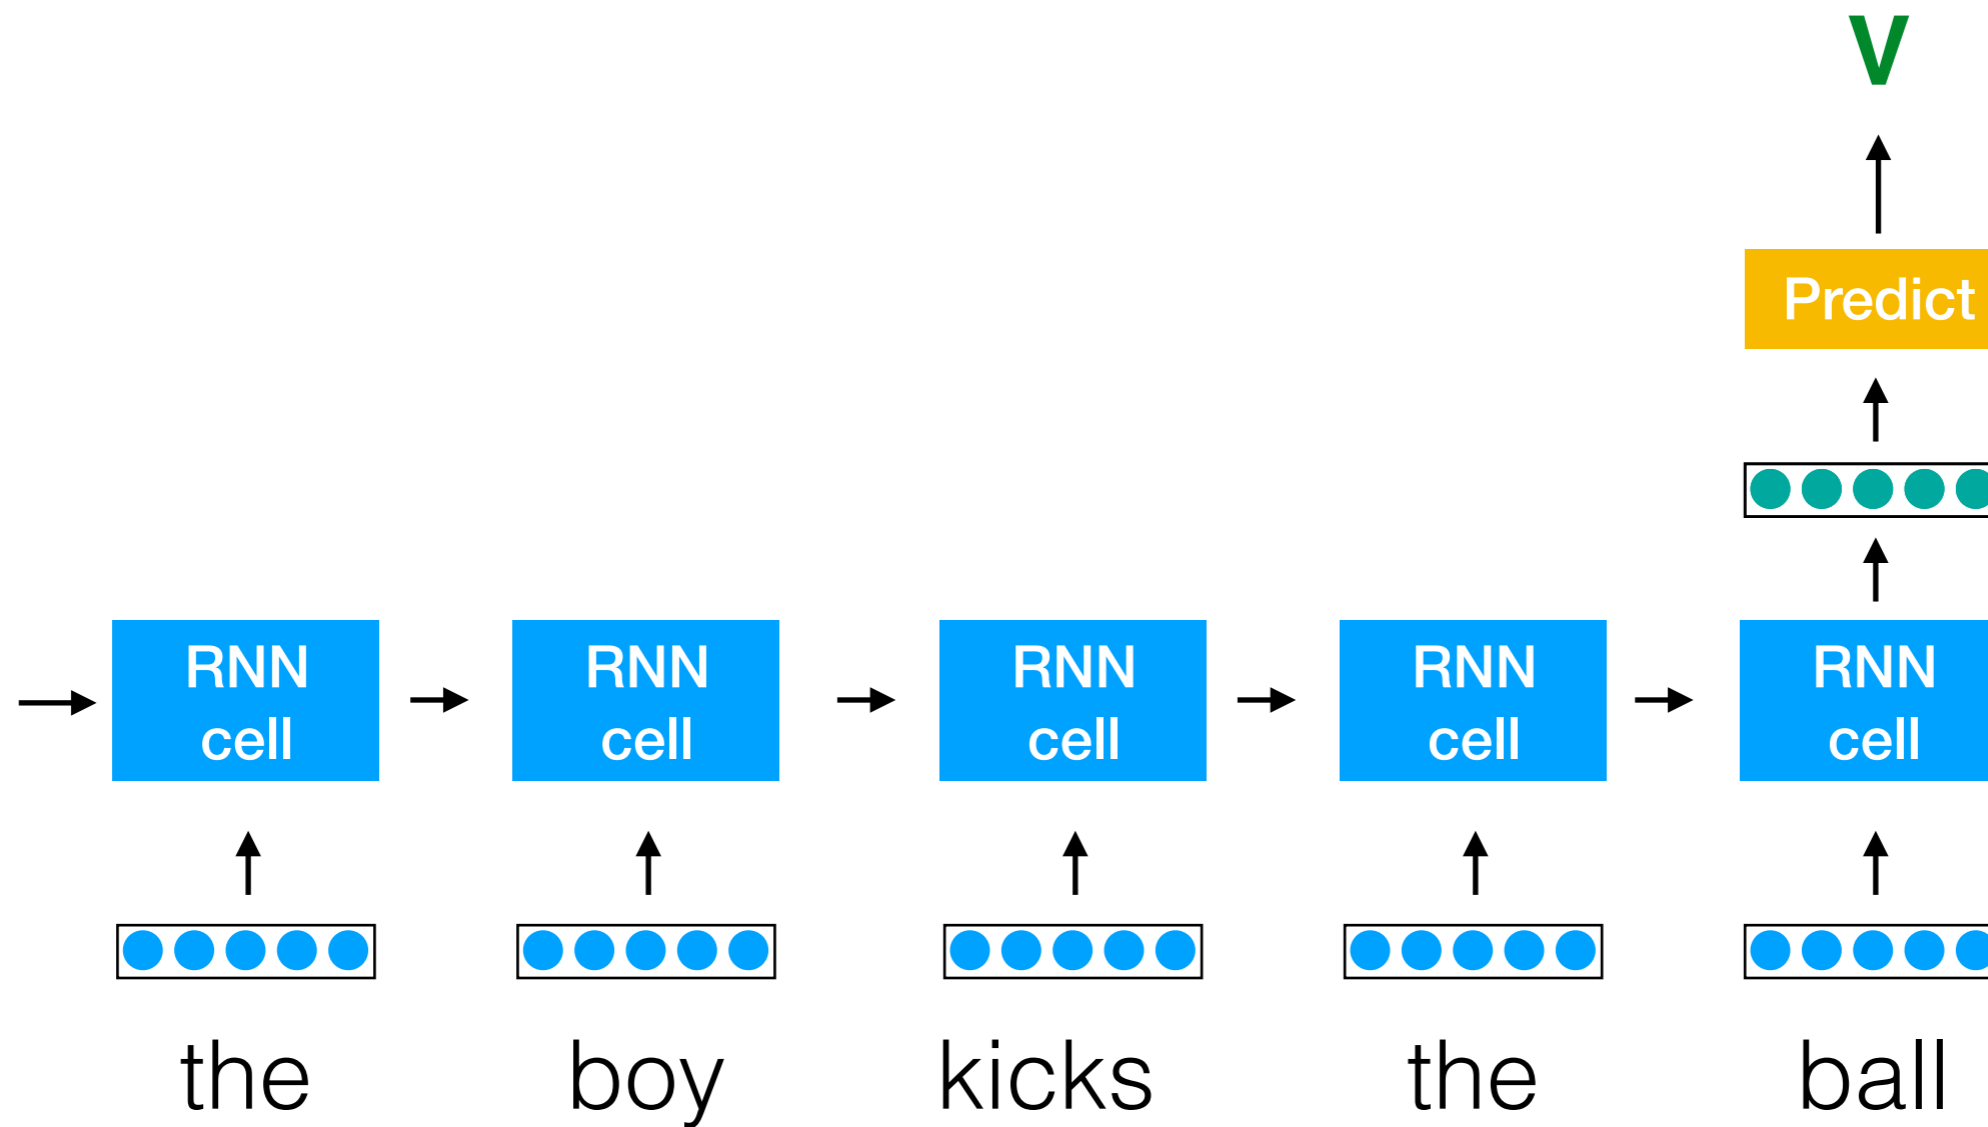 V
Predict
RNN RNN RNN RNN RNN
cell cell cell cell cell
the boy kicks the ball